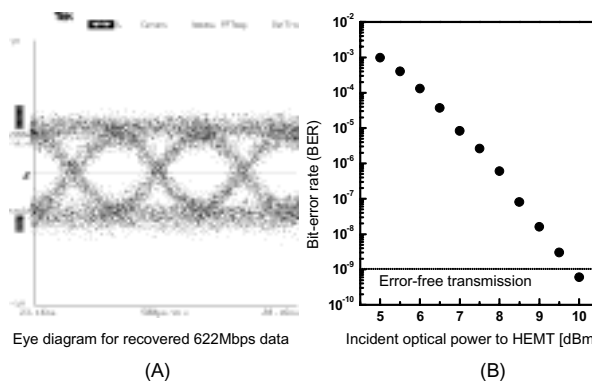 Tek
Eye diagram for recovered 622Mbps data
(A)
Bit-error rate (BER)
10-2
10-3
10-4
10-5
10-6
10-7
10-8
10-9
10-10
Error-free transmission
5 6 7 8 9 10
Incident optical power to HEMT [dBm
(B)